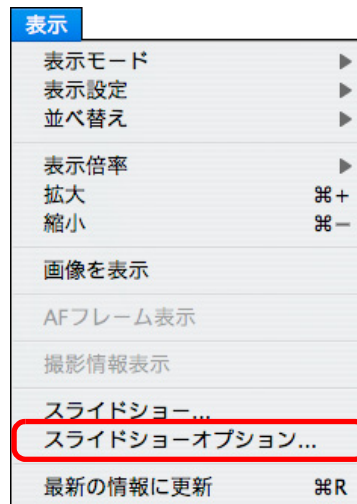 表示
表示モード ▶
表示設定 ▶
並べ替え ▶
表示倍率 ▶
拡大 ⌘+
縮小 ⌘−
画像を表示
AFフレーム表示
撮影情報表示
スライドショー...
スライドショーオプション...
最新の情報に更新 ⌘R